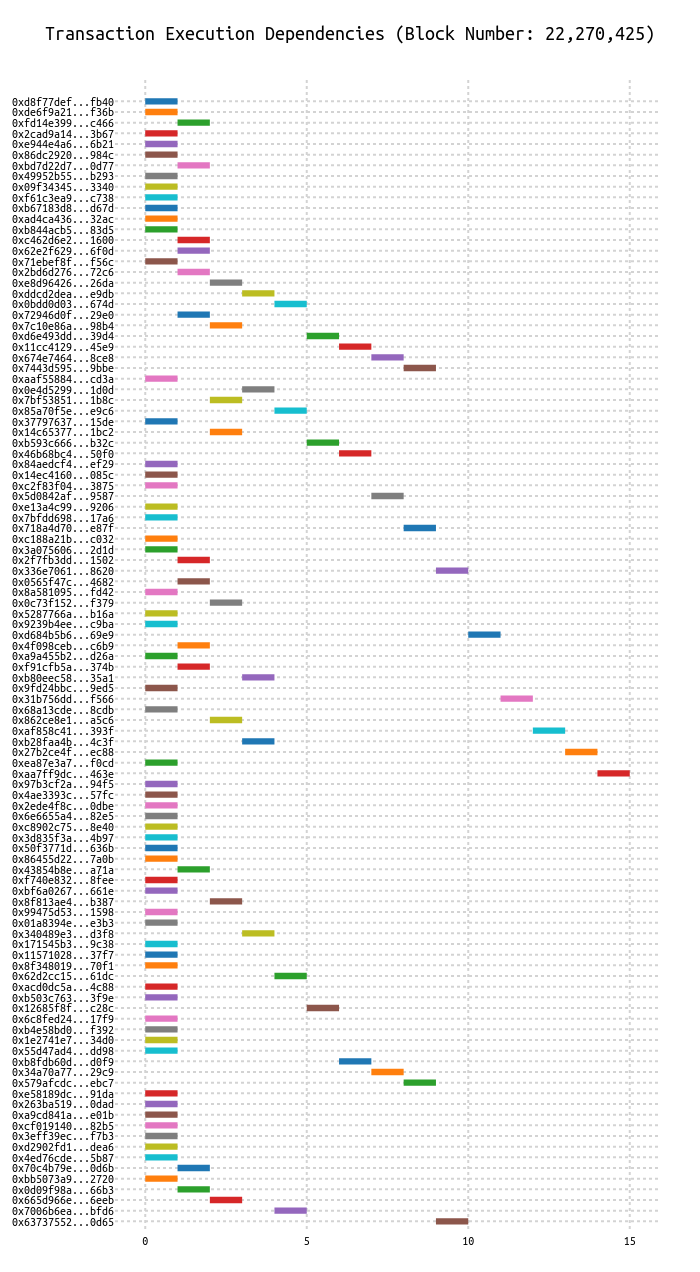 Transaction Execution Dependencies (Block Number: 22,270,425)
0xd8f77def...fb40
0xde6f9a21...f36b
0xfd14e399...c466
0x2cad9a14...3b67
0xe944e4a6...6b21
0x86dc2920...984c
0xbd7d22d7...0d77
0x49952b55...b293
0x09f34345...3340
0xf61c3ea9...c738
0xb67183d8...d67d
0xad4ca436...32ac
0xb844acb5...83d5
0xc462d6e2...1600
0x62e2f629...6f0d
0x71ebef8f...f56c
0x2bd6d276...72c6
0xe8d96426...26da
0xddcd2dea...e9db
0x0bdd0d03...674d
0x72946d0f...29e0
0x7c10e86a...98b4
0xd6e493dd...39d4
0x11cc4129...45e9
0x674e7464...8ce8
0x7443d595...9bbe
0xaaf55884...cd3a
0x0e4d5299...1d0d
0x7bf53851...1b8c
0x85a70f5e...e9c6
0x37797637...15de
0x14c65377...1bc2
0xb593c666...b32c
0x46b68bc4...50f0
0x84aedcf4...ef29
0x14ec4160...085c
0xc2f83f04...3875
0x5d0842af...9587
0xe13a4c99...9206
0x7bfdd698...17a6
0x718a4d70...e87f
0xc188a21b...c032
0x3a075606...2d1d
0x2f7fb3dd...1502
0x336e7061...8620
0x0565f47c...4682
0x8a581095...fd42
0x0c73f152...f379
0x5287766a...b16a
0x9239b4ee...c9ba
0xd684b5b6...69e9
0x4f098ceb...c6b9
0xa9a455b2...d26a
0xf91cfb5a...374b
0xb80eec58...35a1
0x9fd24bbc...9ed5
0x31b756dd...f566
0x68a13cde...8cdb
0x862ce8e1...a5c6
0xaf858c41...393f
0xb28faa4b...4c3f
0x27b2ce4f...ec88
0xea87e3a7...f0cd
0xaa7ff9dc...463e
0x97b3cf2a...94f5
0x4ae3393c...57fc
0x2ede4f8c...0dbe
0x6e6655a4...82e5
0xc8902c75...8e40
0x3d835f3a...4b97
0x50f3771d...636b
0x86455d22...7a0b
0x43854b8e...a71a
0xf740e832...8fee
0xbf6a0267...661e
0x8f813ae4...b387
0x99475d53...1598
0x01a8394e...e3b3
0x340489e3...d3f8
0x171545b3...9c38
0x11571028...37f7
0x8f348019...70f1
0x62d2cc15...61dc
0xacd0dc5a...4c88
0xb503c763...3f9e
0x12685f8f...c28c
0x6c8fed24...17f9
0xb4e58bd0...f392
0x1e2741e7...34d0
0x55d47ad4...dd98
0xb8fdb60d...d0f9
0x34a70a77...29c9
0x579afcdc...ebc7
0xe58189dc...91da
0x263ba519...0dad
0xa9cd841a...e01b
0xcf019140...82b5
0x3eff39ec...f7b3
0xd2902fd1...dea6
0x4ed76cde...5b87
0x70c4b79e...0d6b
0xbb5073a9...2720
0x0d09f98a...66b3
0x665d966e...6eeb
0x7006b6ea...bfd6
0x63737552...0d65
0 5 10 15